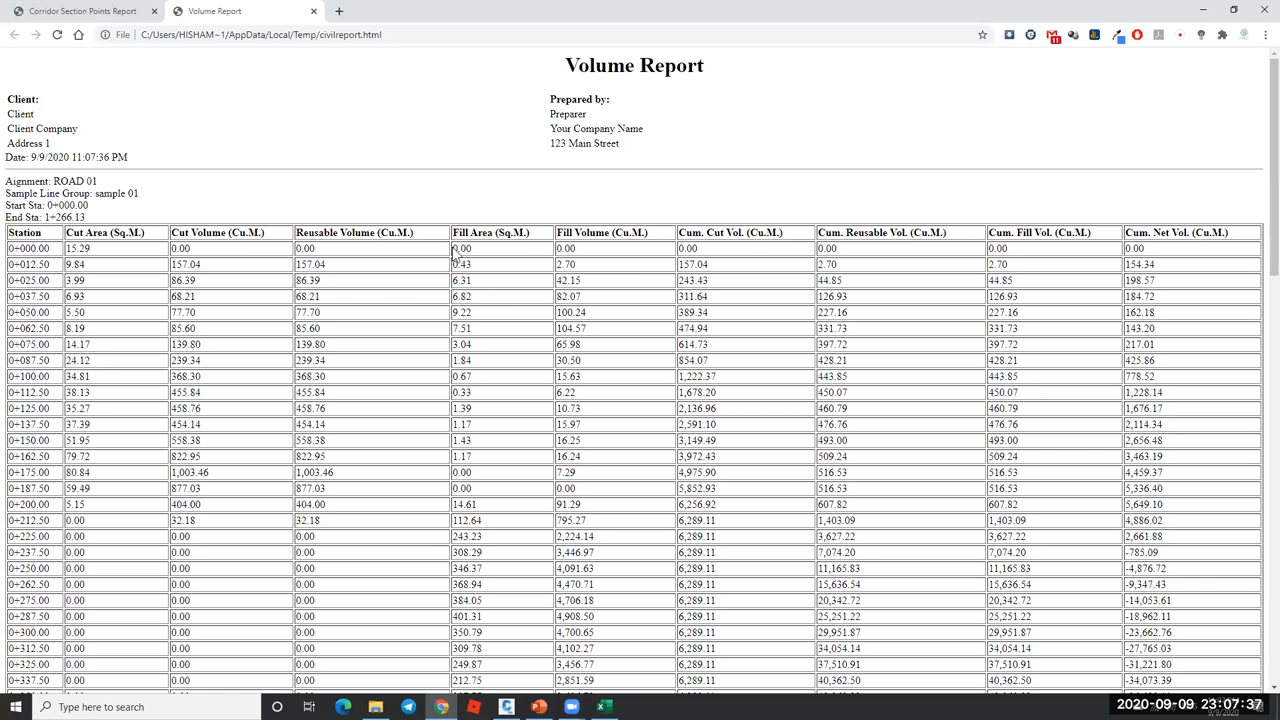 Corridor Section Points Report
Volume Report
File
C:/Users/HISHAM~1/AppData/Local/Temp/civilreport.html
11
Volume Report
Client:
Client
Client Company
Address 1
Date: 9/9/2020 11:07:36 PM
Prepared by:
Preparer
Your Company Name
123 Main Street
Aignment: ROAD 01
Sample Line Group: sample 01
Start Sta: 0+000.00
End Sta: 1+266.13
Station Cut Area (Sq.M.) Cut Volume (Cu.M.) Reusable Volume (Cu.M.) Fill Area (Sq.M.) Fill Volume (Cu.M.) Cum. Cut Vol. (Cu.M.) Cum. Reusable Vol. (Cu.M.) Cum. Fill Vol. (Cu.M.) Cum. Net Vol. (Cu.M.)
0+000.00 15.29 0.00 0.00 0.00 0.00 0.00 0.00 0.00 0.00
0+012.50 9.84 157.04 157.04 0.43 2.70 157.04 2.70 2.70 154.34
0+025.00 3.99 86.39 86.39 6.31 42.15 243.43 44.85 44.85 198.57
0+037.50 6.93 68.21 68.21 6.82 82.07 311.64 126.93 126.93 184.72
0+050.00 5.50 77.70 77.70 9.22 100.24 389.34 227.16 227.16 162.18
0+062.50 8.19 85.60 85.60 7.51 104.57 474.94 331.73 331.73 143.20
0+075.00 14.17 139.80 139.80 3.04 65.98 614.73 397.72 397.72 217.01
0+087.50 24.12 239.34 239.34 1.84 30.50 854.07 428.21 428.21 425.86
0+100.00 34.81 368.30 368.30 0.67 15.63 1,222.37 443.85 443.85 778.52
0+112.50 38.13 455.84 455.84 0.33 6.22 1,678.20 450.07 450.07 1,228.14
0+125.00 35.27 458.76 458.76 1.39 10.73 2,136.96 460.79 460.79 1,676.17
0+137.50 37.39 454.14 454.14 1.17 15.97 2,591.10 476.76 476.76 2,114.34
0+150.00 51.95 558.38 558.38 1.43 16.25 3,149.49 493.00 493.00 2,656.48
0+162.50 79.72 822.95 822.95 1.17 16.24 3,972.43 509.24 509.24 3,463.19
0+175.00 80.84 1,003.46 1,003.46 0.00 7.29 4,975.90 516.53 516.53 4,459.37
0+187.50 59.49 877.03 877.03 0.00 0.00 5,852.93 516.53 516.53 5,336.40
0+200.00 5.15 404.00 404.00 14.61 91.29 6,256.92 607.82 607.82 5,649.10
0+212.50 0.00 32.18 32.18 112.64 795.27 6,289.11 1,403.09 1,403.09 4,886.02
0+225.00 0.00 0.00 0.00 243.23 2,224.14 6,289.11 3,627.22 3,627.22 2,661.88
0+237.50 0.00 0.00 0.00 308.29 3,446.97 6,289.11 7,074.20 7,074.20 -785.09
0+250.00 0.00 0.00 0.00 346.37 4,091.63 6,289.11 11,165.83 11,165.83 -4,876.72
0+262.50 0.00 0.00 0.00 368.94 4,470.71 6,289.11 15,636.54 15,636.54 -9,347.43
0+275.00 0.00 0.00 0.00 384.05 4,706.18 6,289.11 20,342.72 20,342.72 -14,053.61
0+287.50 0.00 0.00 0.00 401.31 4,908.50 6,289.11 25,251.22 25,251.22 -18,962.11
0+300.00 0.00 0.00 0.00 350.79 4,700.65 6,289.11 29,951.87 29,951.87 -23,662.76
0+312.50 0.00 0.00 0.00 309.78 4,102.27 6,289.11 34,054.14 34,054.14 -27,765.03
0+325.00 0.00 0.00 0.00 249.87 3,456.77 6,289.11 37,510.91 37,510.91 -31,221.80
0+337.50 0.00 0.00 0.00 212.75 2,851.59 6,289.11 40,362.50 40,362.50 -34,073.39
Type here to search
2020-09-09 23:07:37